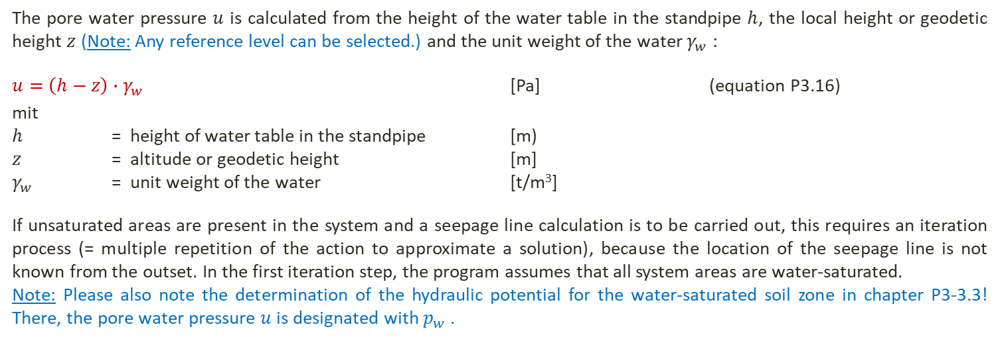 The pore water pressure u is calculated from the height of the water table in the standpipe h, the local height or geodetic
height z (Note: Any reference level can be selected.) and the unit weight of the water γw :
u = (h − z) · γw [Pa] (equation P3.16)
mit
h = height of water table in the standpipe [m)
z = altitude or geodetic height [m]
γw = unit weight of the water [t/m³]
If unsaturated areas are present in the system and a seepage line calculation is to be carried out, this requires an iteration
process (= multiple repetition of the action to approximate a solution), because the location of the seepage line is not
known from the outset. In the first iteration step, the program assumes that all system areas are water-saturated.
Note: Please also note the determination of the hydraulic potential for the water-saturated soil zone in chapter P3-3.3!
There, the pore water pressure u is designated with pw .